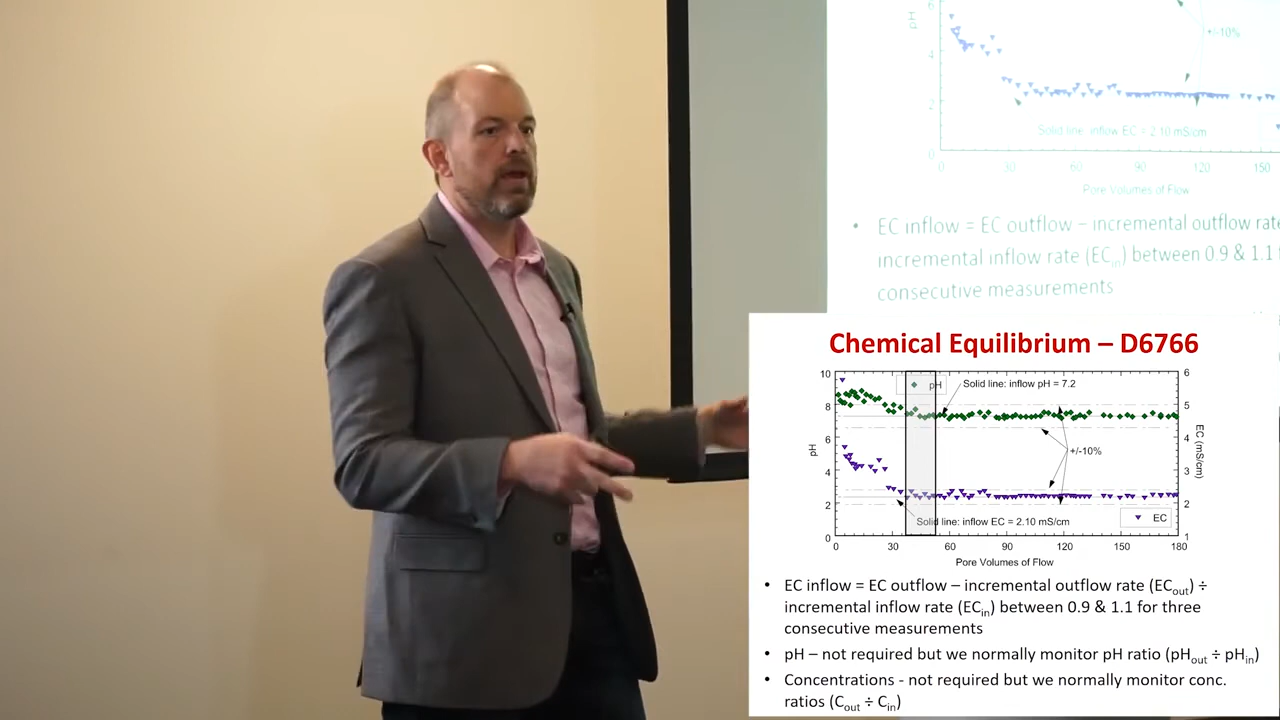 6
pH
4
2
0
+/-10%
Solid line: inflow EC = 2.10 mS/cm
0 30 60 90 120 150
Pore Volumes of Flow
• EC inflow = EC outflow – incremental outflow rate
incremental inflow rate (ECin) between 0.9 & 1.1
consecutive measurements
Chemical Equilibrium – D6766
10
8
6
4
2
0
pH
pH
Solid line: inflow pH = 7.2
+/-10%
Solid line: inflow EC = 2.10 mS/cm
EC
6
5
4
3
2
1
EC (mS/cm)
0 30 60 90 120 150 180
Pore Volumes of Flow
• EC inflow = EC outflow – incremental outflow rate (ECout) ÷
incremental inflow rate (ECin) between 0.9 & 1.1 for three
consecutive measurements
• pH – not required but we normally monitor pH ratio (pHout ÷ pHin)
• Concentrations - not required but we normally monitor conc.
ratios (Cout ÷ Cin)